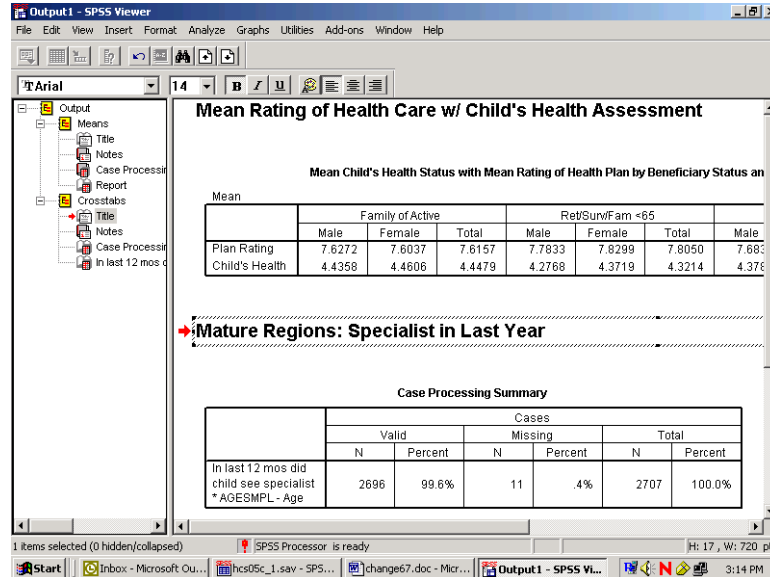 Output1 - SPSS Viewer
File Edit View Insert Format Analyze Graphs Utilities Add-ons Window Help
Arial 14 B I U
Output
Means
Title
Notes
Case Processin
Report
Crosstabs
Title
Notes
Case Processin
In last 12 mos d
Mean Rating of Health Care w/ Child's Health Assessment
Mean Child's Health Status with Mean Rating of Health Plan by Beneficiary Status an
Mean
Family of Active Ret/Surv/Fam <65
Male Female Total Male Female Total Male
Plan Rating 7.6272 7.6037 7.6157 7.7833 7.8299 7.8050 7.683
Child's Health 4.4358 4.4606 4.4479 4.2768 4.3719 4.3214 4.378
Mature Regions: Specialist in Last Year
Case Processing Summary
Cases
Valid Missing Total
N Percent N Percent N Percent
In last 12 mos did
child see specialist 2696 99.6% 11 .4% 2707 100.0%
* AGESMPL - Age
1 items selected (0 hidden/collapsed) SPSS Processor is ready H: 17 , W: 720 p
Start Inbox - Microsoft Ou... hcs05c_1.sav - SPS... change67.doc - Micr... Output1 - SPSS Vi... 3:14 PM